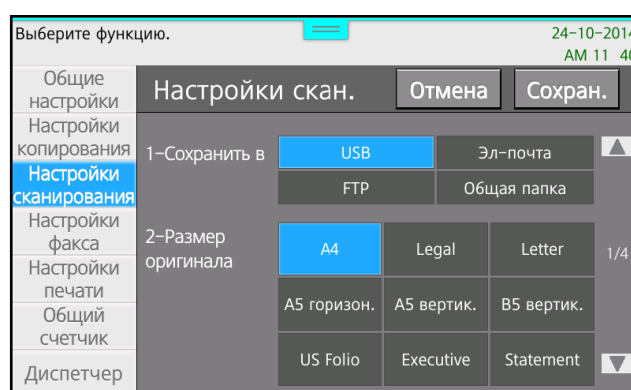 Выберите функцию.
24-10-2014
AM 11 40
Общие
настройки
Настройки
копирования
Настройки
сканирования
Настройки
факса
Настройки
печати
Общий
счетчик
Диспетчер
Настройки скан.
Отмена
Сохран.
1-Сохранить в
USB
Эл-почта
FTP
Общая папка
2-Размер
оригинала
A4
Legal
Letter
A5 горизон.
A5 вертик.
B5 вертик.
US Folio
Executive
Statement
1/4